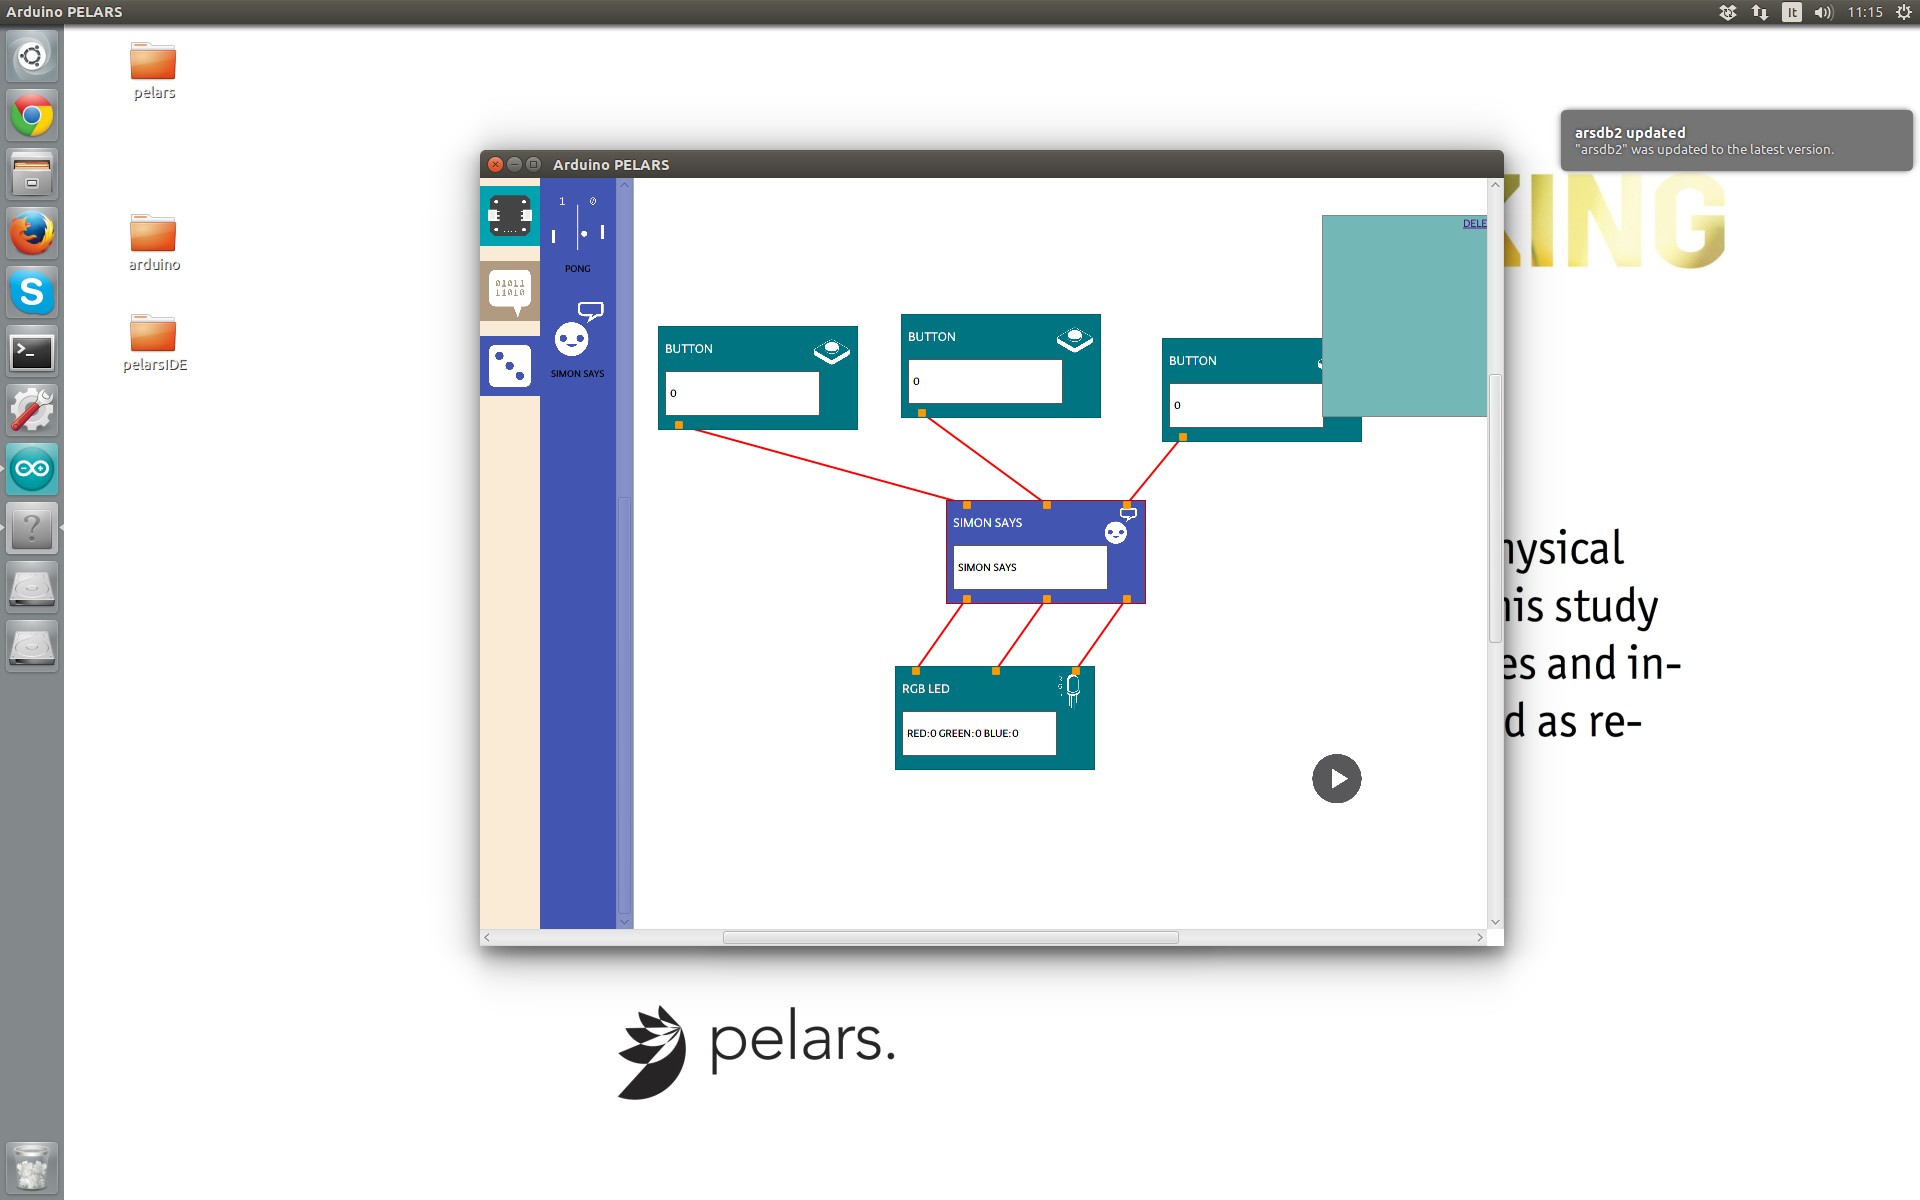 Arduino PELARS
It
11:15
pelars
arduino
pelarsIDE
arsdb2 updated
"arsdb2" was updated to the latest version.
KING
Arduino PELARS
1 0
PONG
01011
11010
SIMON SAYS
DELE
BUTTON
0
BUTTON
0
BUTTON
0
SIMON SAYS
SIMON SAYS
RGB LED
RED:0 GREEN:0 BLUE:0
hysical
his study
es and in-
d as re-
pelars.